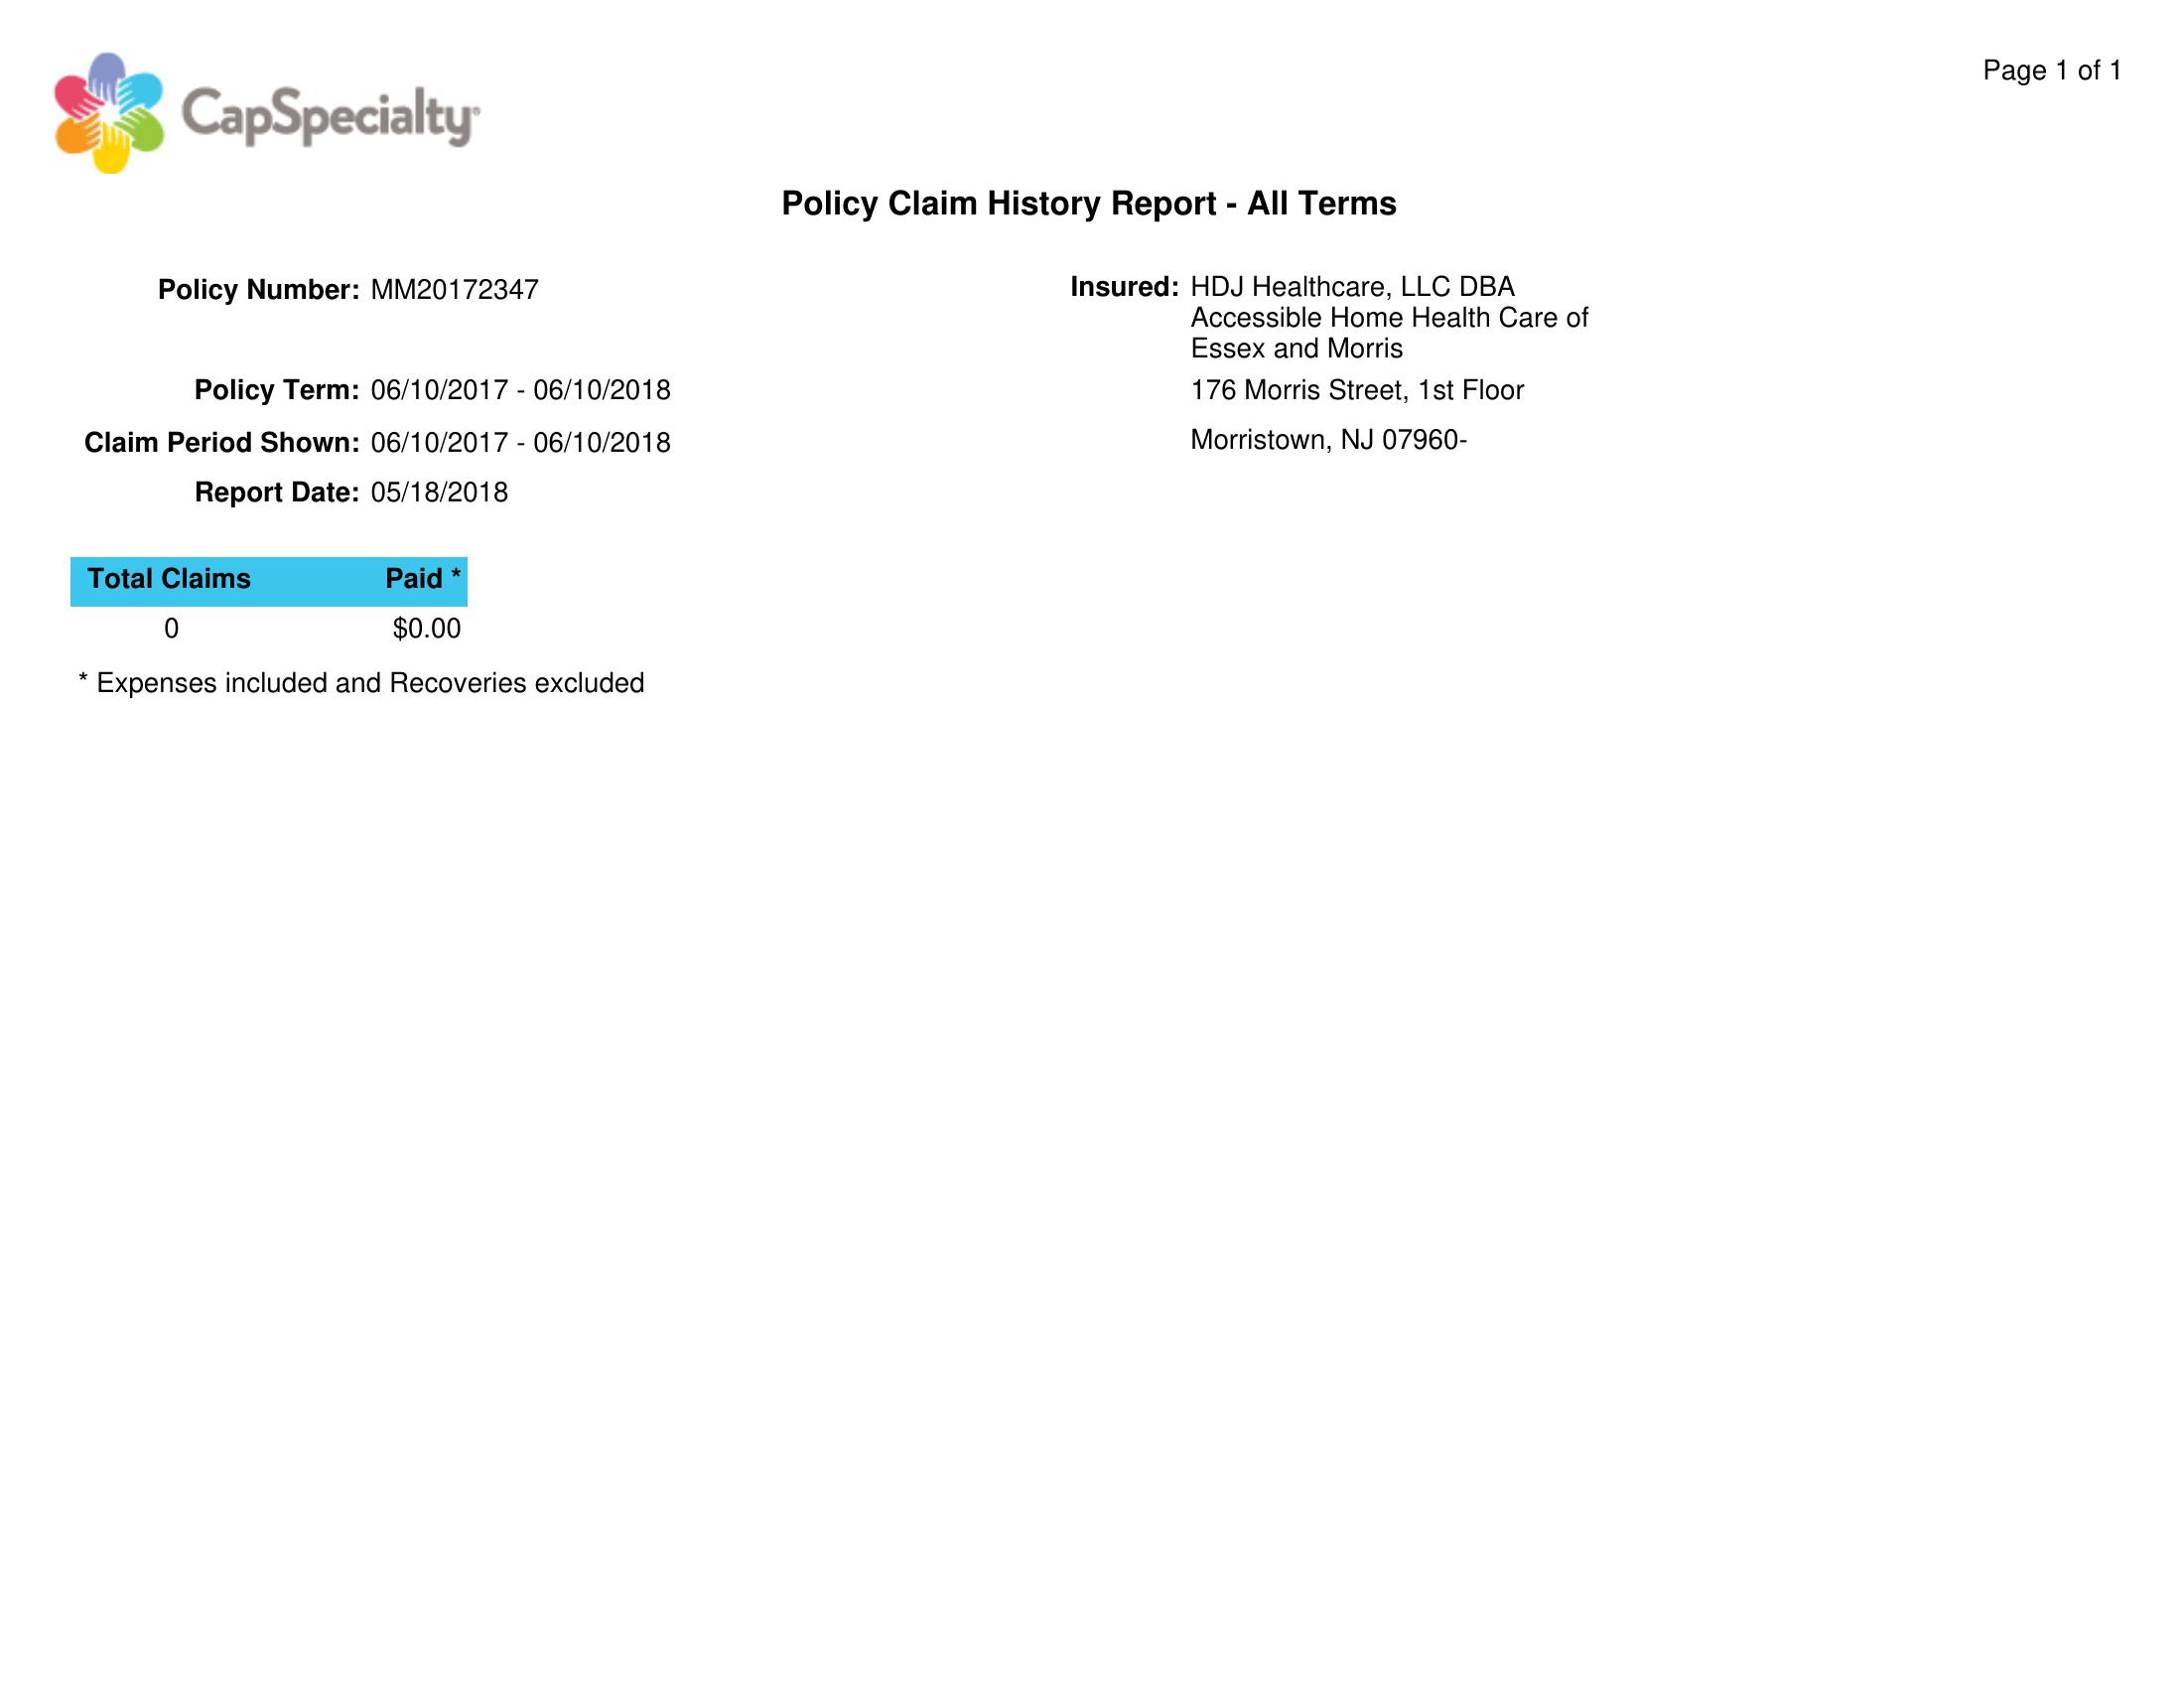 CapSpecialty
Page 1 of 1
Policy Claim History Report - All Terms
Policy Number: MM20172347
Insured: HDJ Healthcare, LLC DBA
Accessible Home Health Care of
Essex and Morris
Policy Term: 06/10/2017 - 06/10/2018
176 Morris Street, 1st Floor
Claim Period Shown: 06/10/2017 - 06/10/2018
Morristown, NJ 07960-
Report Date: 05/18/2018
Total Claims Paid *
0 $0.00
* Expenses included and Recoveries excluded